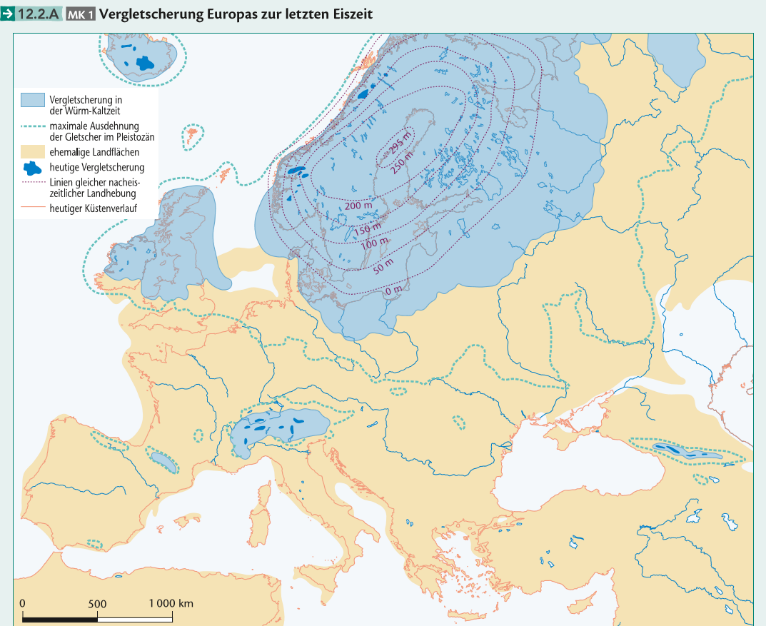 12.2.A MK 1 Vergletscherung Europas zur letzten Eiszeit
Vergletscherung in
der Würm-Kaltzeit
maximale Ausdehnung
der Gletscher im Pleistozän
ehemalige Landflächen
heutige Vergletscherung
Linien gleicher nacheis-
zeitlicher Landhebung
heutiger Küstenverlauf
295 m
250 m
200 m
150 m
100 m
50 m
0 m
0 500 1 000 km